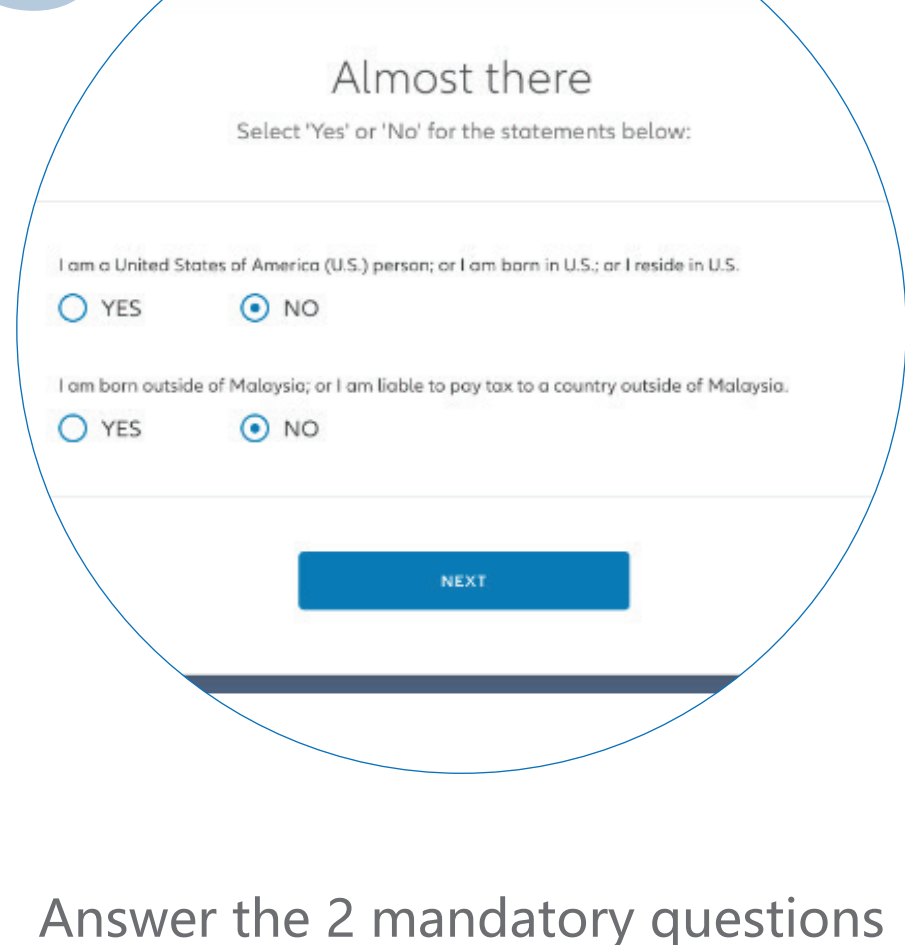 Almost there
Select 'Yes' or 'No' for the statements below:
I am a United States of America (U.S.) person; or I am born in U.S.; or I reside in U.S.
YES NO
I am born outside of Malaysia; or I am liable to pay tax to a country outside of Malaysia.
YES NO
NEXT
Answer the 2 mandatory questions